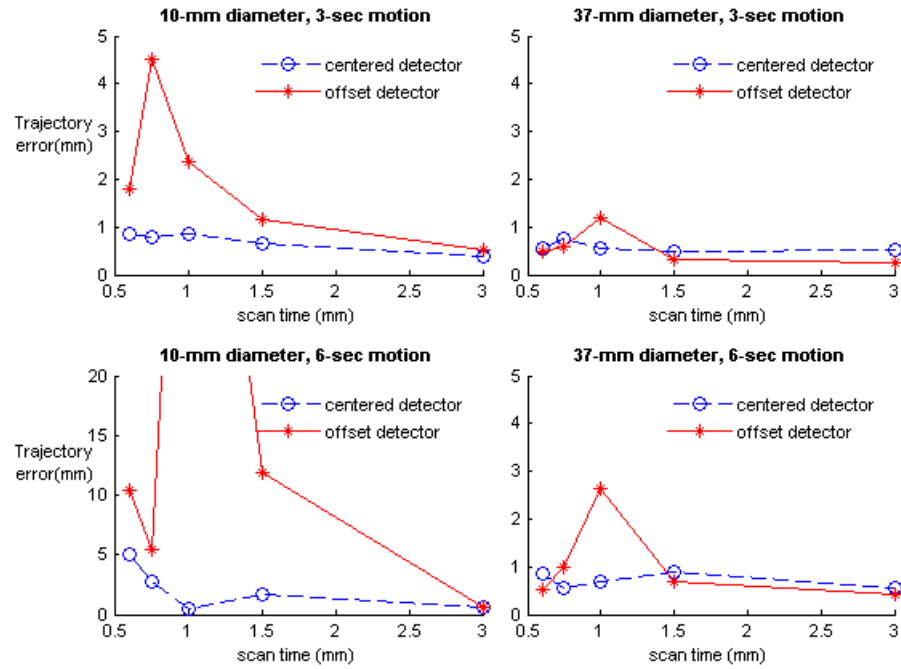 10-mm diameter, 3-sec motion
5
4
3
2
1
0
Trajectory
error(mm)
centered detector
offset detector
0.5 1 1.5 2 2.5 3
scan time (mm)
37-mm diameter, 3-sec motion
5
4
3
2
1
0
centered detector
offset detector
0.5 1 1.5 2 2.5 3
scan time (mm)
10-mm diameter, 6-sec motion
20
15
10
5
0
Trajectory
error(mm)
centered detector
offset detector
0.5 1 1.5 2 2.5 3
scan time (mm)
37-mm diameter, 6-sec motion
5
4
3
2
1
0
centered detector
offset detector
0.5 1 1.5 2 2.5 3
scan time (mm)